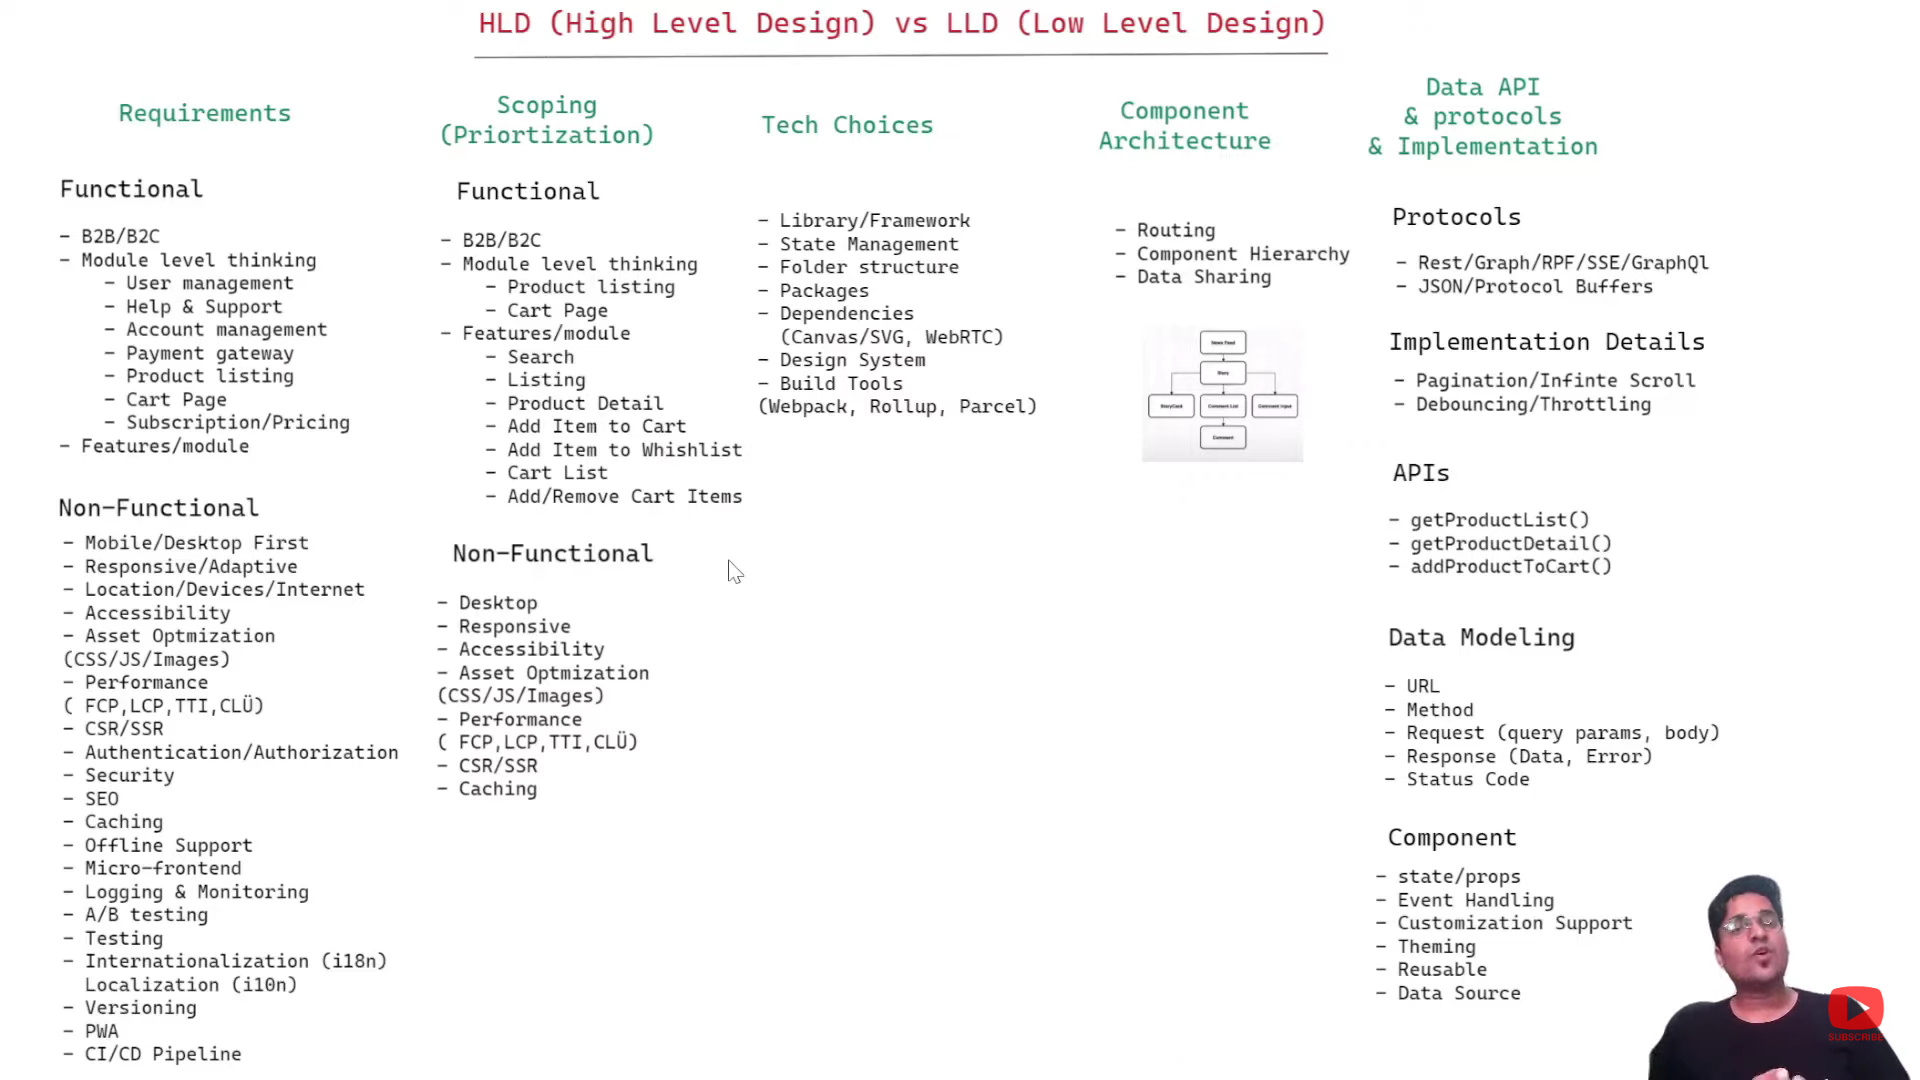 HLD (High Level Design) vs LLD (Low Level Design)
Requirements
Functional
- B2B/B2C
- Module level thinking
- User management
- Help & Support
- Account management
- Payment gateway
- Product listing
- Cart Page
- Subscription/Pricing
- Features/module
Non-Functional
- Mobile/Desktop First
- Responsive/Adaptive
- Location/Devices/Internet
- Accessibility
- Asset Optmization
(CSS/JS/Images)
- Performance
( FCP,LCP,TTI,CLÜ)
- CSR/SSR
- Authentication/Authorization
- Security
- SEO
- Caching
- Offline Support
- Micro-frontend
- Logging & Monitoring
- A/B testing
- Testing
- Internationalization (i18n)
Localization (i10n)
- Versioning
- PWA
- CI/CD Pipeline
Scoping
(Priortization)
Functional
- B2B/B2C
- Module level thinking
- Product listing
- Cart Page
- Features/module
- Search
- Listing
- Product Detail
- Add Item to Cart
- Add Item to Whishlist
- Cart List
- Add/Remove Cart Items
Non-Functional
- Desktop
- Responsive
- Accessibility
- Asset Optmization
(CSS/JS/Images)
- Performance
( FCP,LCP,TTI,CLÜ)
- CSR/SSR
- Caching
Tech Choices
- Library/Framework
- State Management
- Folder structure
- Packages
- Dependencies
(Canvas/SVG, WebRTC)
- Design System
- Build Tools
(Webpack, Rollup, Parcel)
Component
Architecture
- Routing
- Component Hierarchy
- Data Sharing
News Feed
Story
StoryCard
Comment List
Comment Input
Comment
Data API
& protocols
& Implementation
Protocols
- Rest/Graph/RPF/SSE/GraphQl
- JSON/Protocol Buffers
Implementation Details
- Pagination/Infinte Scroll
- Debouncing/Throttling
APIs
- getProductList()
- getProductDetail()
- addProductToCart()
Data Modeling
- URL
- Method
- Request (query params, body)
- Response (Data, Error)
- Status Code
Component
- state/props
- Event Handling
- Customization Support
- Theming
- Reusable
- Data Source
SUBSCRIBE